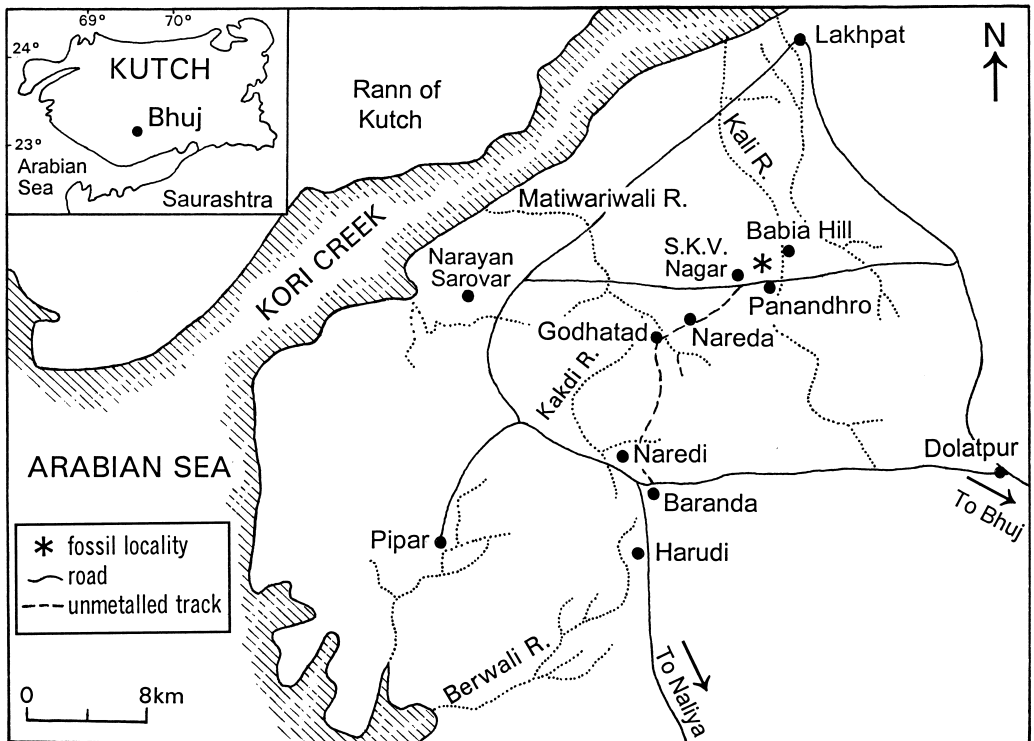 69° 70°
24°
KUTCH
Bhuj
23°
Arabian
Sea
Saurashtra
Rann of
Kutch
Lakhpat
N
Kali R
Matiwariwali R.
KORI CREEK
Narayan
Sarovar
S.K.V.
Nagar
Babia Hill
Panandhro
Godhatad
Nareda
Kakdi R.
ARABIAN SEA
Naredi
Dolatpur
Baranda
To Bhuj
Pipar
Harudi
fossil locality
road
unmetalled track
Berwali R.
To Naliya
0 8km